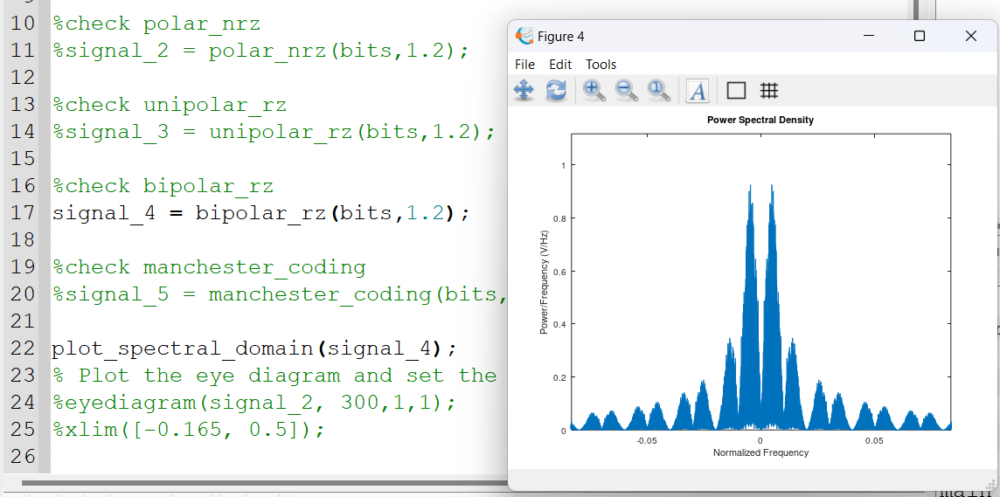 10 %check polar_nrz
11 %signal_2 = polar_nrz(bits,1.2);
12
13 %check unipolar_rz
14 %signal_3 = unipolar_rz(bits,1.2);
15
16 %check bipolar_rz
17 signal_4 = bipolar_rz(bits,1.2);
18
19 %check manchester_coding
20 %signal_5 = manchester_coding(bits,
21
22 plot_spectral_domain(signal_4);
23 % Plot the eye diagram and set the
24 %eyediagram(signal_2, 300,1,1);
25 %xlim([-0.165, 0.5]);
26
Figure 4
File Edit Tools
Power Spectral Density
Power/Frequency (V/Hz)
1
0.8
0.6
0.4
0.2
0
-0.05 0 0.05
Normalized Frequency
main